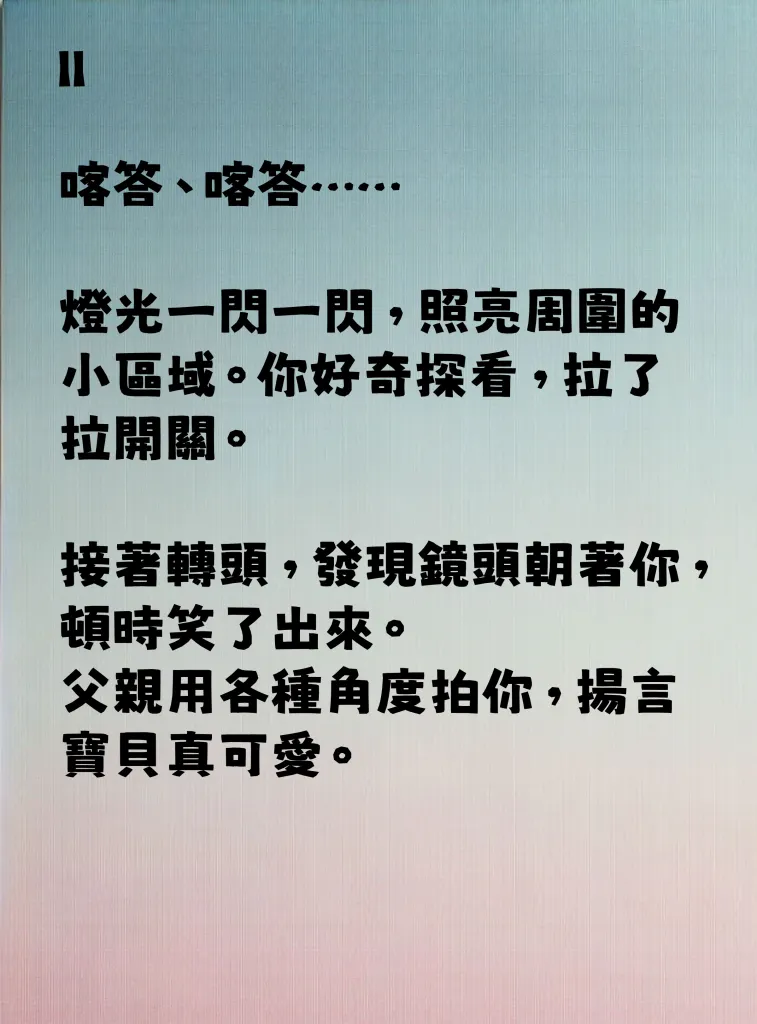 II
喀答、喀答⋯⋯
燈光一閃一閃，照亮周圍的
小區域。你好奇探看，拉了
拉開關。
接著轉頭，發現鏡頭朝著你，
頓時笑了出來。
父親用各種角度拍你，揚言
寶貝真可愛。